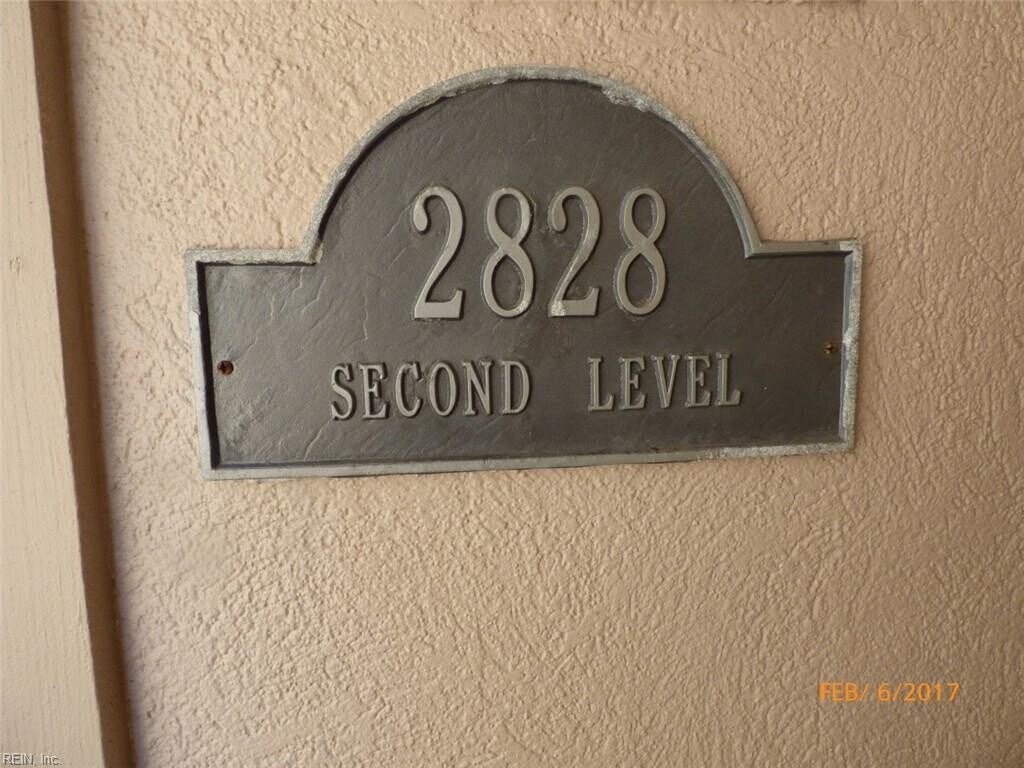 2828
SECOND LEVEL
FEB/ 6/2017
REIN, Inc.